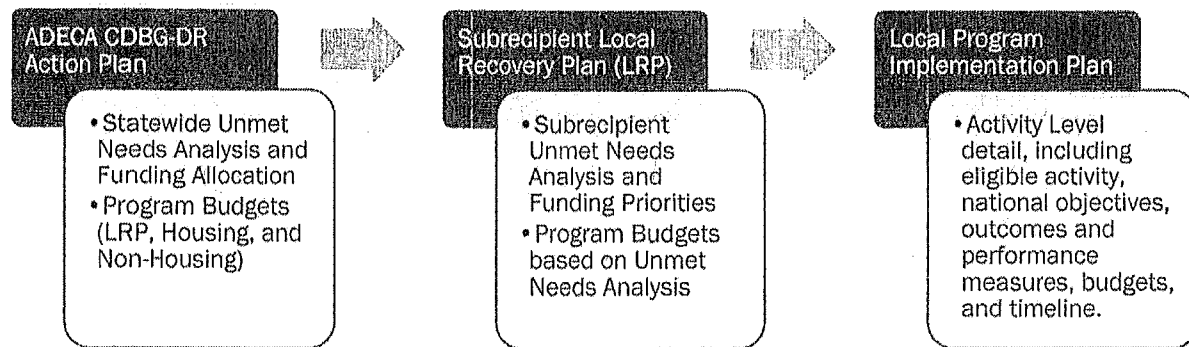 ADECA CDBG-DR
Action Plan
• Statewide Unmet
Needs Analysis and
Funding Allocation
• Program Budgets
(LRP, Housing, and
Non-Housing)
Subrecipient Local
Recovery Plan (LRP)
• Subrecipient
Unmet Needs
Analysis and
Funding Priorities
• Program Budgets
based on Unmet
Needs Analysis
Local Program
Implementation Plan
• Activity Level
detail, including
eligible activity,
national objectives,
outcomes and
performance
measures, budgets,
and timeline.